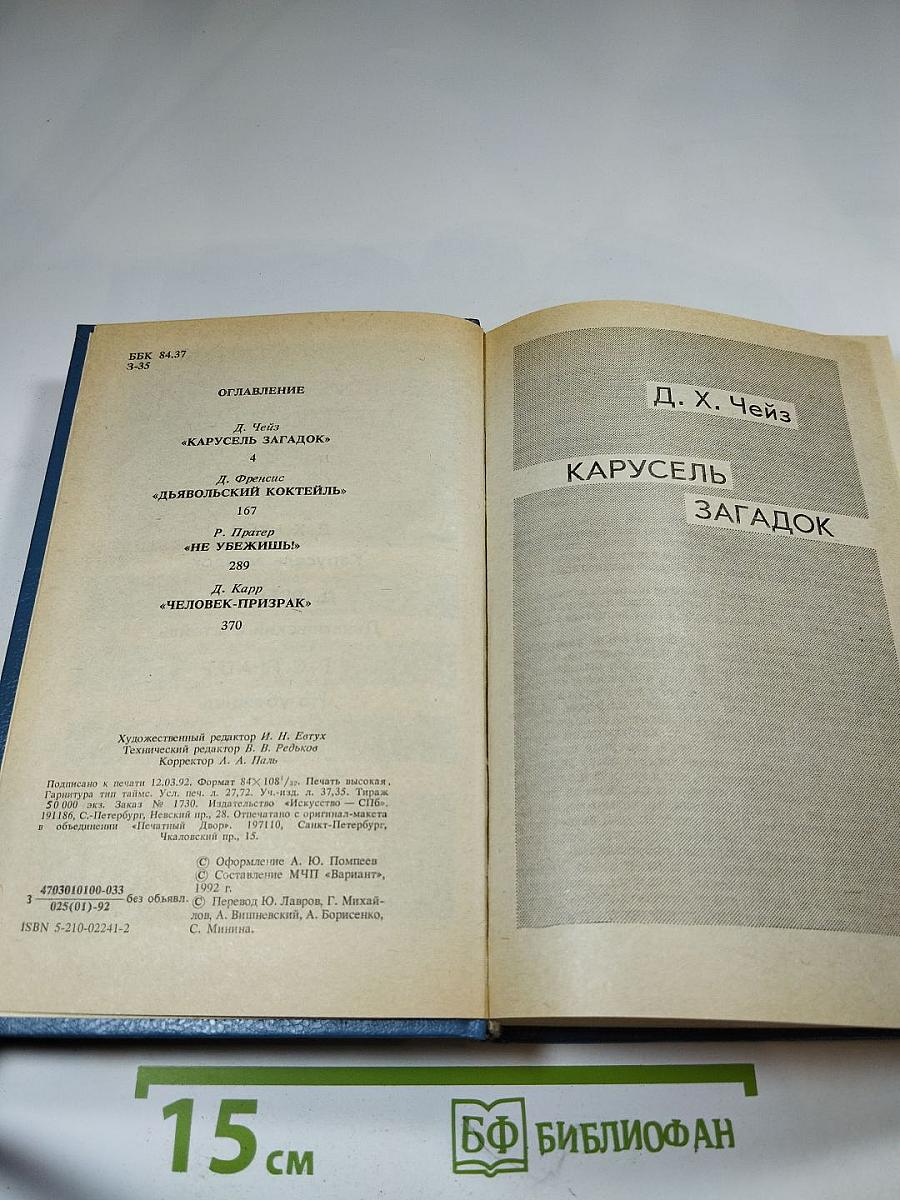 ББК 84.37
З-35
ОГЛАВЛЕНИЕ
Д. Чейз
«КАРУСЕЛЬ ЗАГАДОК»
4
Д. Френсис
«ДЬЯВОЛЬСКИЙ КОКТЕЙЛЬ»
167
Р. Пратер
«НЕ УБЕЖИШЬ!»
289
Д. Карр
«ЧЕЛОВЕК-ПРИЗРАК»
370
Художественный редактор И. Н. Евтух
Технический редактор В. В. Редьков
Корректор Л. А. Паль
Подписано к печати 12.03.92. Формат 84×108¹/₃₂. Печать высокая.
Гарнитура тип таймс. Усл. печ. л. 27,72. Уч.-изд. л. 37,35. Тираж
50 000 экз. Заказ № 1730. Издательство «Искусство — СПб».
191186, С.-Петербург, Невский пр., 28. Отпечатано с оригинал-макета
в объединении «Печатный Двор». 197110, Санкт-Петербург,
Чкаловский пр., 15.
З 4703010100-033
025(01)-92 без объявл.
ISBN 5-210-02241-2
© Оформление А. Ю. Помпеев
© Составление МЧП «Вариант»,
1992 г.
© Перевод Ю. Лавров, Г. Михай-
лов, А. Вишневский, А. Борисенко,
С. Минина.
Д. Х. Чейз
КАРУСЕЛЬ
ЗАГАДОК
15 см
БФ БИБЛИОФАН